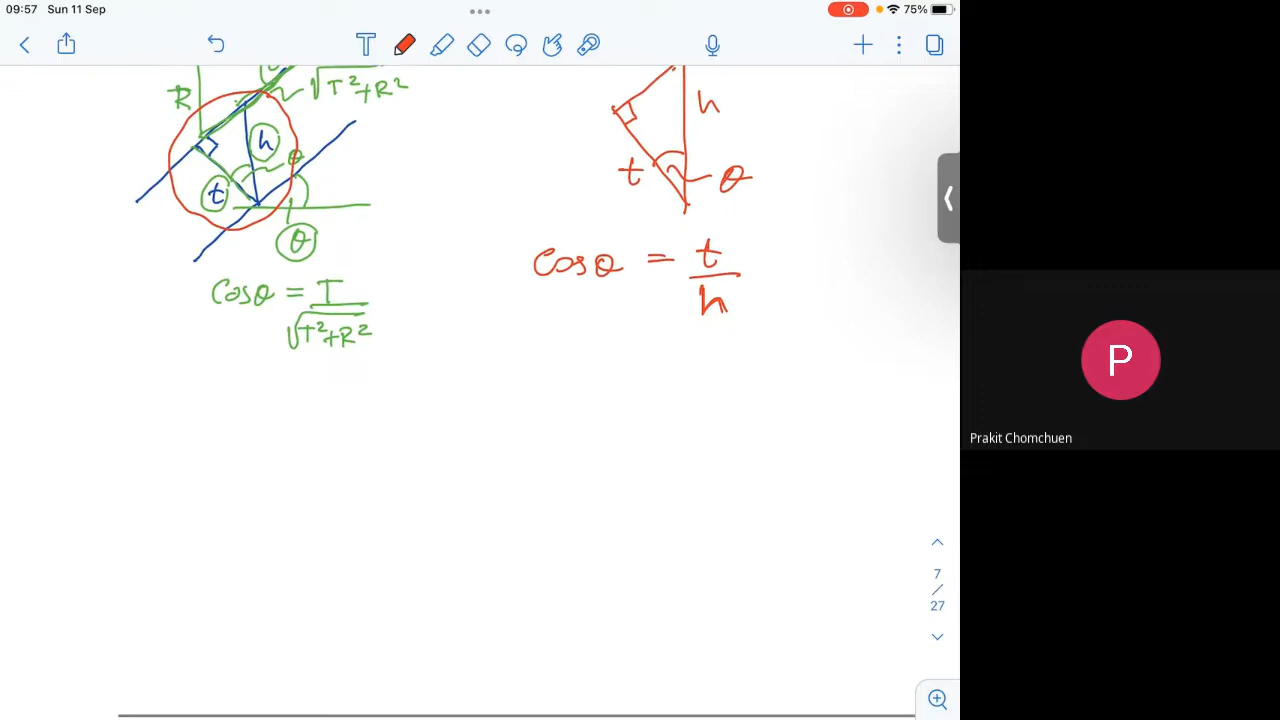 09:57 Sun 11 Sep
75%
T
R
√T²+R²
h
h
θ
t
t
θ
θ
Cosθ = T / √T²+R²
Cosθ = t / h
P
Prakit Chomchuen
7
/
27